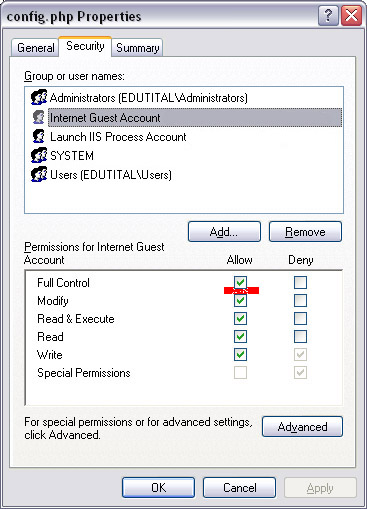 config.php Properties
General Security Summary
Group or user names:
Administrators (EDUTITAL\Administrators)
Internet Guest Account
Launch IIS Process Account
SYSTEM
Users (EDUTITAL\Users)
Add... Remove
Permissions for Internet Guest
Account Allow Deny
Full Control
Modify
Read & Execute
Read
Write
Special Permissions
For special permissions or for advanced settings,
click Advanced. Advanced
OK Cancel Apply